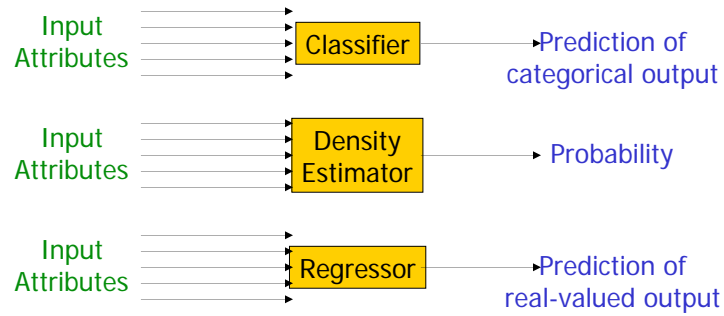 Input
Attributes
Classifier
Prediction of
categorical output
Input
Attributes
Density
Estimator
Probability
Input
Attributes
Regressor
Prediction of
real-valued output